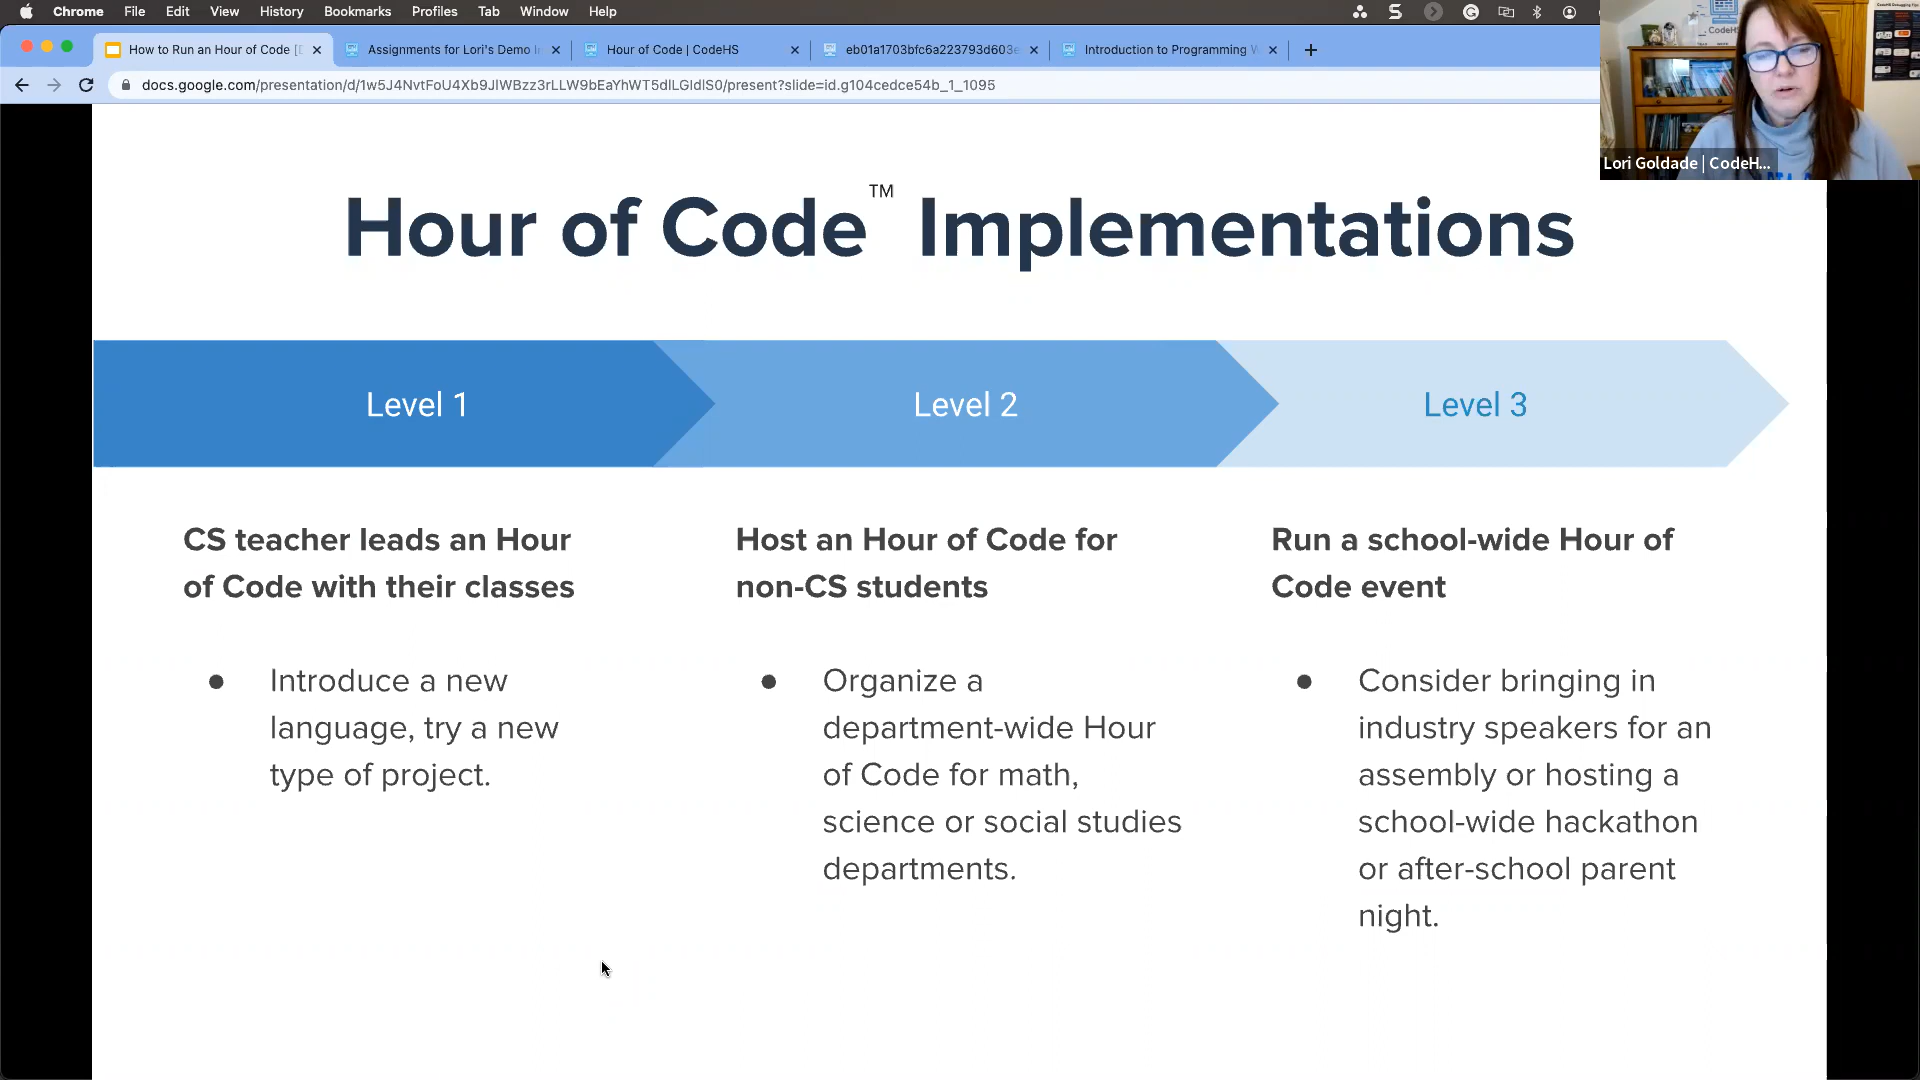 Chrome File Edit View History Bookmarks Profiles Tab Window Help
How to Run an Hour of Code [ Assignments for Lori's Demo Hour of Code | CodeHS eb01a1703bfc6a223793d603e Introduction to Programming
docs.google.com/presentation/d/1w5J4NvtFoU4Xb9JlWBzz3rLLW9bEaYhWT5dlLGldlS0/present?slide=id.g104cedce54b_1_1095
Lori Goldade | CodeH...
Hour of Code™ Implementations
Level 1 Level 2 Level 3
CS teacher leads an Hour
of Code with their classes
● Introduce a new
language, try a new
type of project.
Host an Hour of Code for
non-CS students
● Organize a
department-wide Hour
of Code for math,
science or social studies
departments.
Run a school-wide Hour of
Code event
● Consider bringing in
industry speakers for an
assembly or hosting a
school-wide hackathon
or after-school parent
night.